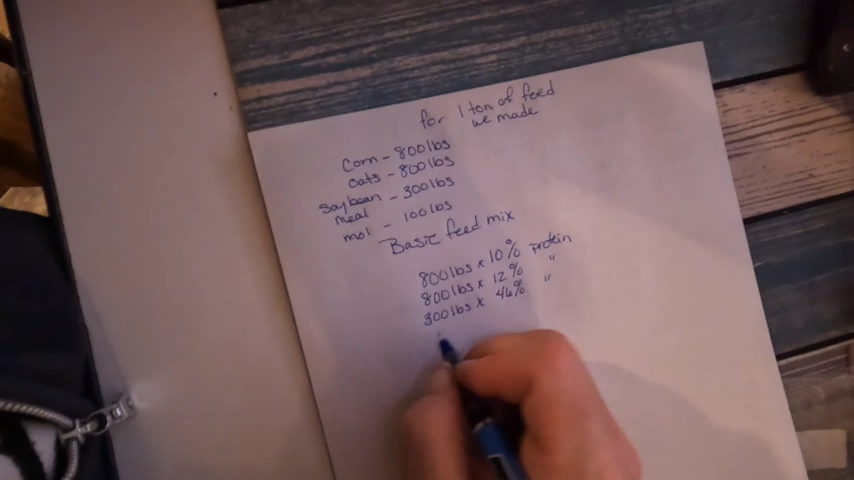 for 1 ton of feed
we made
Corn - 800lbs
oats - 800lbs
Soybean - 300lbs
meal
mol - 100lbs
Basic feed mix
800lbs x 10% protein
800lbs x 12% "
300lbs x 46% "